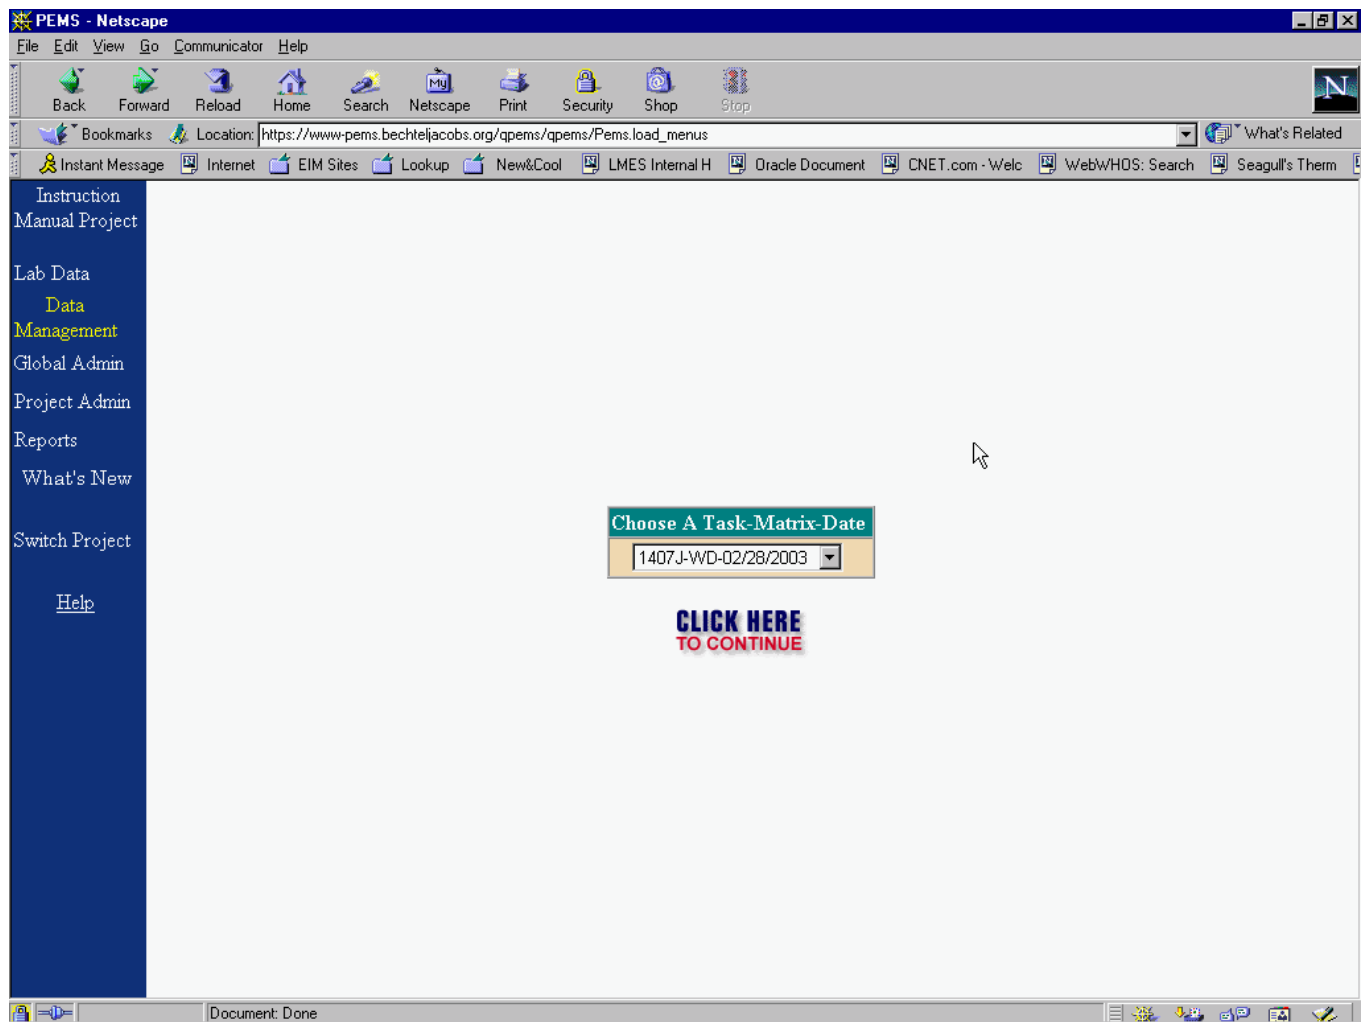 PEMS - Netscape
File Edit View Go Communicator Help
Back Forward Reload Home Search Netscape Print Security Shop Stop
My
N
Bookmarks Location: https://www-pems.bechteljacobs.org/qpems/qpems/Pems.load_menus What's Related
Instant Message Internet EIM Sites Lookup New&Cool LMES Internal H Oracle Document CNET.com - Welc WebWHOS: Search Seagull's Therm
Instruction
Manual Project
Lab Data
Data
Management
Global Admin
Project Admin
Reports
What's New
Switch Project
Help
Choose A Task-Matrix-Date
1407J-WD-02/28/2003
CLICK HERE
TO CONTINUE
Document: Done